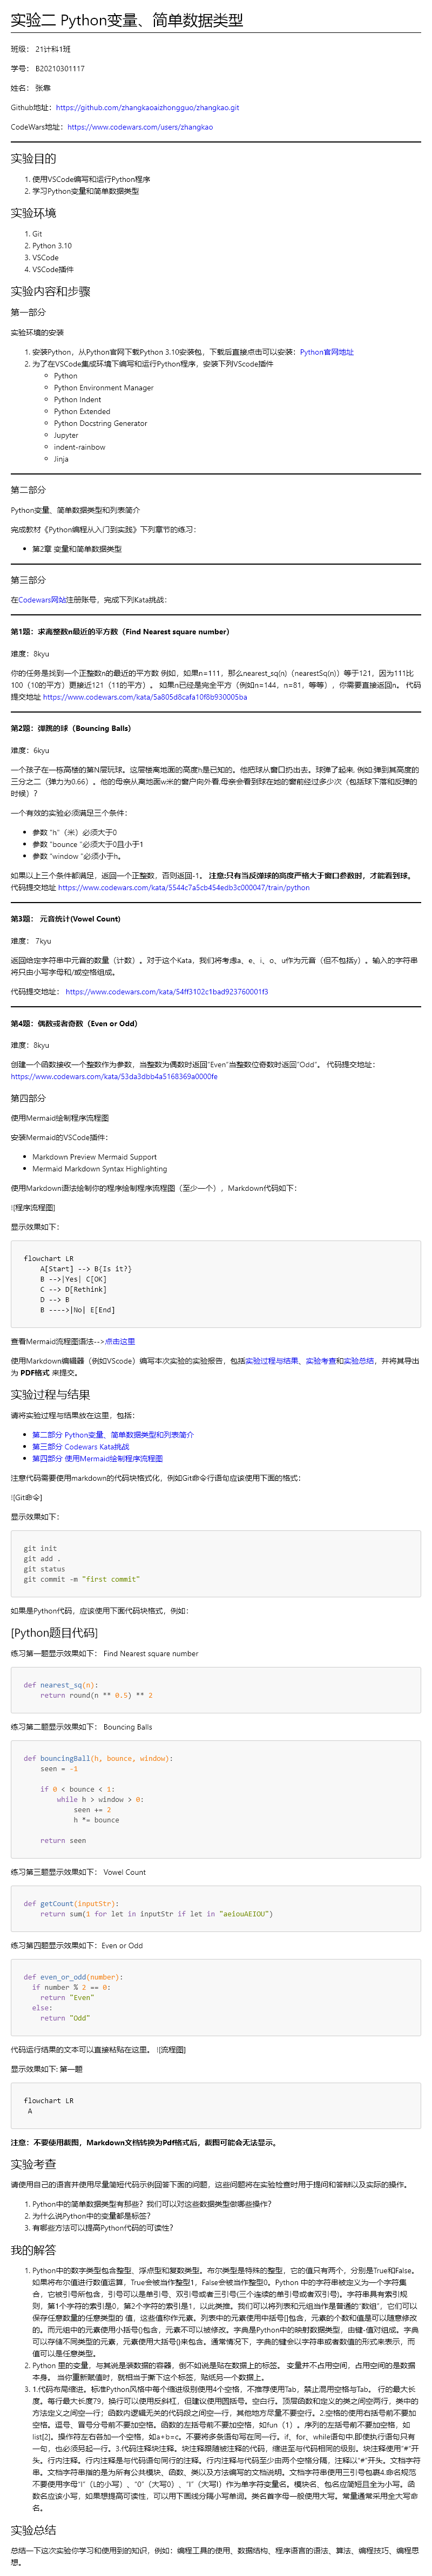 实验二 Python变量、简单数据类型
班级： 21计科1班
学号： B20210301117
姓名： 张靠
Github地址：https://github.com/zhangkaoaizhongguo/zhangkao.git
CodeWars地址：https://www.codewars.com/users/zhangkao
实验目的
1. 使用VSCode编写和运行Python程序
2. 学习Python变量和简单数据类型
实验环境
1. Git
2. Python 3.10
3. VSCode
4. VSCode插件
实验内容和步骤
第一部分
实验环境的安装
1. 安装Python，从Python官网下载Python 3.10安装包，下载后直接点击可以安装：Python官网地址
2. 为了在VSCode集成环境下编写和运行Python程序，安装下列VScode插件
Python
Python Environment Manager
Python Indent
Python Extended
Python Docstring Generator
Jupyter
indent-rainbow
Jinja
第二部分
Python变量、简单数据类型和列表简介
完成教材《Python编程从入门到实践》下列章节的练习：
第2章 变量和简单数据类型
第三部分
在Codewars网站注册账号，完成下列Kata挑战：
第1题：求离整数n最近的平方数（Find Nearest square number）
难度：8kyu
你的任务是找到一个正整数n的最近的平方数 例如，如果n=111，那么nearest_sq(n)（nearestSq(n)）等于121，因为111比
100（10的平方）更接近121（11的平方）。 如果n已经是完全平方（例如n=144，n=81，等等），你需要直接返回n。 代码
提交地址 https://www.codewars.com/kata/5a805d8cafa10f8b930005ba
第2题：弹跳的球（Bouncing Balls）
难度：6kyu
一个孩子在一栋高楼的第N层玩球。这层楼离地面的高度h是已知的。他把球从窗口扔出去。球弹了起来, 例如:弹到其高度的
三分之二（弹力为0.66）。他的母亲从离地面w米的窗户向外看,母亲会看到球在她的窗前经过多少次（包括球下落和反弹的
时候）？
一个有效的实验必须满足三个条件：
参数 "h"（米）必须大于0
参数 "bounce "必须大于0且小于1
参数 "window "必须小于h。
如果以上三个条件都满足，返回一个正整数，否则返回-1。 注意:只有当反弹球的高度严格大于窗口参数时，才能看到球。
代码提交地址 https://www.codewars.com/kata/5544c7a5cb454edb3c000047/train/python
第3题： 元音统计(Vowel Count)
难度： 7kyu
返回给定字符串中元音的数量（计数）。对于这个Kata，我们将考虑a、e、i、o、u作为元音（但不包括y）。输入的字符串
将只由小写字母和/或空格组成。
代码提交地址： https://www.codewars.com/kata/54ff3102c1bad923760001f3
第4题：偶数或者奇数（Even or Odd）
难度：8kyu
创建一个函数接收一个整数作为参数，当整数为偶数时返回"Even"当整数位奇数时返回"Odd"。 代码提交地址：
https://www.codewars.com/kata/53da3dbb4a5168369a0000fe
第四部分
使用Mermaid绘制程序流程图
安装Mermaid的VSCode插件：
Markdown Preview Mermaid Support
Mermaid Markdown Syntax Highlighting
使用Markdown语法绘制你的程序绘制程序流程图（至少一个），Markdown代码如下：
![程序流程图]
显示效果如下：
flowchart LR
A[Start] --> B{Is it?}
B -->|Yes| C[OK]
C --> D[Rethink]
D --> B
B ---->|No| E[End]
查看Mermaid流程图语法-->点击这里
使用Markdown编辑器（例如VScode）编写本次实验的实验报告，包括实验过程与结果、实验考查和实验总结，并将其导出
为 PDF格式 来提交。
实验过程与结果
请将实验过程与结果放在这里，包括：
第二部分 Python变量、简单数据类型和列表简介
第三部分 Codewars Kata挑战
第四部分 使用Mermaid绘制程序流程图
注意代码需要使用markdown的代码块格式化，例如Git命令行语句应该使用下面的格式：
![Git命令]
显示效果如下：
git init
git add .
git status
git commit -m "first commit"
如果是Python代码，应该使用下面代码块格式，例如：
[Python题目代码]
练习第一题显示效果如下： Find Nearest square number
def nearest_sq(n):
return round(n ** 0.5) ** 2
练习第二题显示效果如下： Bouncing Balls
def bouncingBall(h, bounce, window):
seen = -1
if 0 < bounce < 1:
while h > window > 0:
seen += 2
h *= bounce
return seen
练习第三题显示效果如下： Vowel Count
def getCount(inputStr):
return sum(1 for let in inputStr if let in "aeiouAEIOU")
练习第四题显示效果如下：Even or Odd
def even_or_odd(number):
if number % 2 == 0:
return "Even"
else:
return "Odd"
代码运行结果的文本可以直接粘贴在这里。 ![流程图]
显示效果如下: 第一题
flowchart LR
A
注意：不要使用截图，Markdown文档转换为Pdf格式后，截图可能会无法显示。
实验考查
请使用自己的语言并使用尽量简短代码示例回答下面的问题，这些问题将在实验检查时用于提问和答辩以及实际的操作。
1. Python中的简单数据类型有那些？我们可以对这些数据类型做哪些操作？
2. 为什么说Python中的变量都是标签？
3. 有哪些方法可以提高Python代码的可读性？
我的解答
1. Python中的数字类型包含整型、浮点型和复数类型。布尔类型是特殊的整型，它的值只有两个，分别是True和False。
如果将布尔值进行数值运算，True会被当作整型1，False会被当作整型0。Python 中的字符串被定义为一个字符集
合，它被引号所包含，引号可以是单引号、双引号或者三引号(三个连续的单引号或者双引号)。字符串具有索引规
则，第1个字符的索引是0，第2个字符的索引是1，以此类推。我们可以将列表和元组当作是普通的“数组”，它们可以
保存任意数量的任意类型的 值，这些值称作元素。列表中的元素使用中括号[]包含，元素的个数和值是可以随意修改
的。而元组中的元素使用小括号()包含，元素不可以被修改。字典是Python中的映射数据类型，由键-值对组成。字典
可以存储不同类型的元素，元素使用大括号{}来包含。通常情况下，字典的键会以字符串或者数值的形式来表示，而
值可以是任意类型。
2. Python 里的变量，与其说是装数据的容器，倒不如说是贴在数据上的标签。 变量并不占用空间，占用空间的是数据
本身。 当你重新赋值时，就相当于撕下这个标签，贴纸另一个数据上。
3. 1.代码布局缩进。标准Python风格中每个缩进级别使用4个空格，不推荐使用Tab，禁止混用空格与Tab。 行的最大长
度。每行最大长度79，换行可以使用反斜杠，但建议使用圆括号。空白行。顶层函数和定义的类之间空两行，类中的
方法定义之间空一行；函数内逻辑无关的代码段之间空一行，其他地方尽量不要空行。2.空格的使用右括号前不要加
空格。逗号、冒号分号前不要加空格。函数的左括号前不要加空格，如fun（1）。序列的左括号前不要加空格，如
list[2]。操作符左右各加一个空格，如a+b=c。不要将多条语句写在同一行。if、for、while语句中,即使执行语句只有
一句，也必须另起一行。3.代码注释块注释。块注释跟随被注释的代码，缩进至与代码相同的级别。块注释使用“#”开
头。行内注释。行内注释是与代码语句同行的注释。行内注释与代码至少由两个空格分隔，注释以“#”开头。文档字符
串。文档字符串指的是为所有公共模块、函数、类以及方法编写的文档说明。文档字符串使用三引号包裹4.命名规范
不要使用字母“l”（L的小写）、“0”（大写O）、“I”（大写I）作为单字符变量名。模块名、包名应简短且全为小写。函
数名应该小写，如果想提高可读性，可以用下画线分隔小写单词。类名首字母一般使用大写。常量通常采用全大写命
名。
实验总结
总结一下这次实验你学习和使用到的知识，例如：编程工具的使用、数据结构、程序语言的语法、算法、编程技巧、编程思
想。